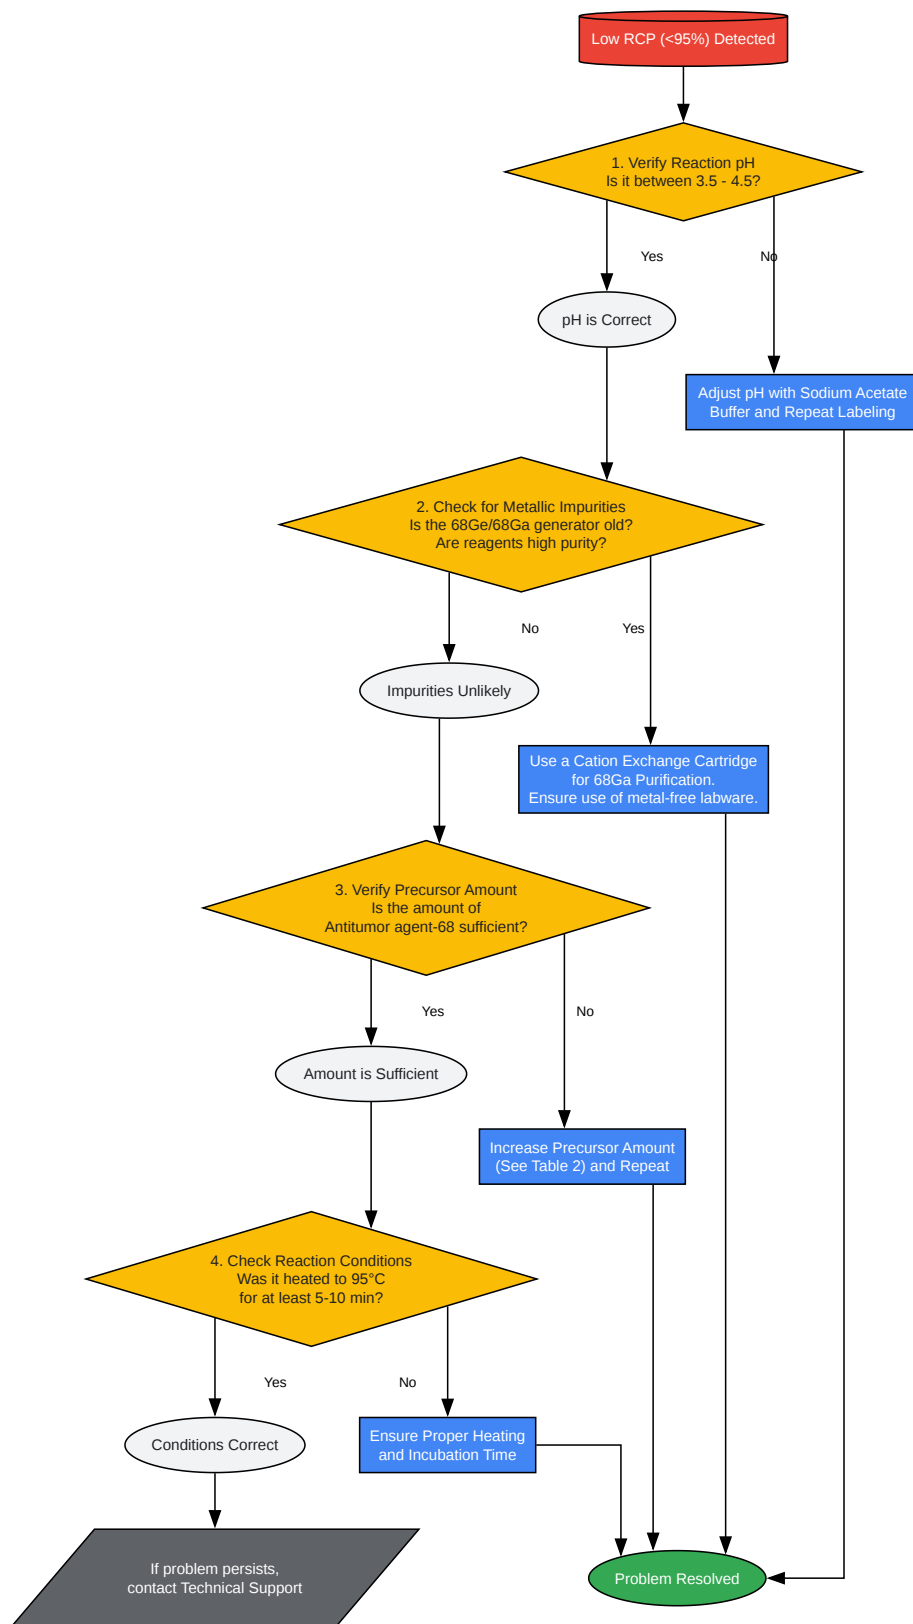 Low RCP (<95%) Detected
1. Verify Reaction pH
Is it between 3.5 - 4.5?
Yes
No
pH is Correct
Adjust pH with Sodium Acetate
Buffer and Repeat Labeling
2. Check for Metallic Impurities
Is the 68Ge/68Ga generator old?
Are reagents high purity?
No
Yes
Impurities Unlikely
Use a Cation Exchange Cartridge
for 68Ga Purification.
Ensure use of metal-free labware.
3. Verify Precursor Amount
Is the amount of
Antitumor agent-68 sufficient?
Yes
No
Amount is Sufficient
Increase Precursor Amount
(See Table 2) and Repeat
4. Check Reaction Conditions
Was it heated to 95°C
for at least 5-10 min?
Yes
No
Conditions Correct
Ensure Proper Heating
and Incubation Time
If problem persists,
contact Technical Support
Problem Resolved